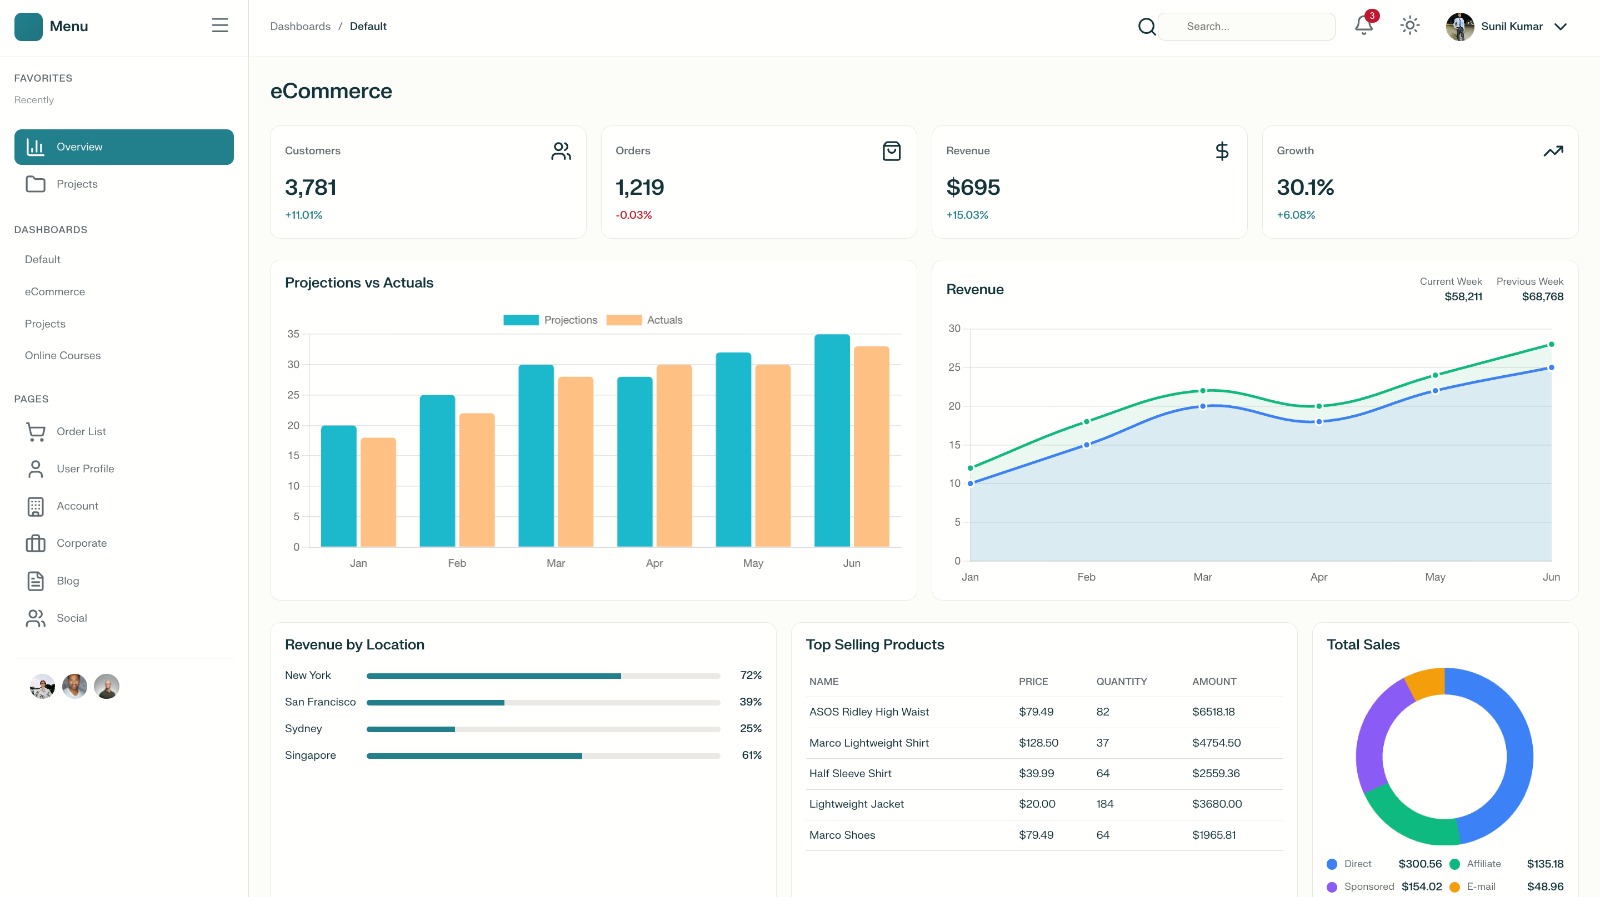 Menu
Dashboards / Default
Search...
3
Sunil Kumar
FAVORITES
Recently
Overview
Projects
DASHBOARDS
Default
eCommerce
Projects
Online Courses
PAGES
Order List
User Profile
Account
Corporate
Blog
Social
eCommerce
Customers
3,781
+11.01%
Orders
1,219
-0.03%
Revenue
$695
+15.03%
Growth
30.1%
+6.08%
Projections vs Actuals
Projections Actuals
35
30
25
20
15
10
5
0
Jan Feb Mar Apr May Jun
Revenue
Current Week Previous Week
$58,211 $68,768
30
25
20
15
10
5
0
Jan Feb Mar Apr May Jun
Revenue by Location
New York 72%
San Francisco 39%
Sydney 25%
Singapore 61%
Top Selling Products
NAME PRICE QUANTITY AMOUNT
ASOS Ridley High Waist $79.49 82 $6518.18
Marco Lightweight Shirt $128.50 37 $4754.50
Half Sleeve Shirt $39.99 64 $2559.36
Lightweight Jacket $20.00 184 $3680.00
Marco Shoes $79.49 64 $1965.81
Total Sales
Direct $300.56 Affiliate $135.18
Sponsored $154.02 E-mail $48.96